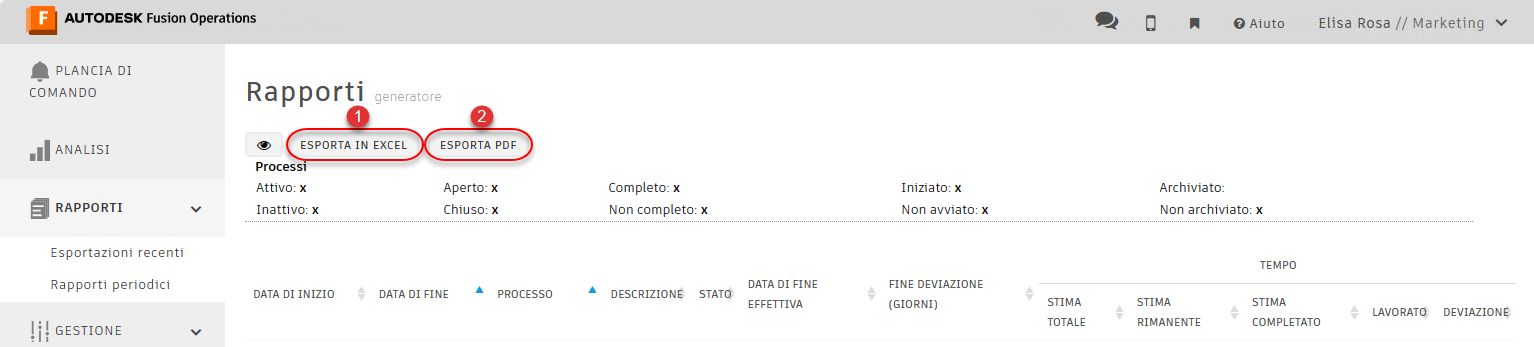 AUTODESK Fusion Operations
Aiuto
Elisa Rosa // Marketing
PLANCIA DI
COMANDO
ANALISI
RAPPORTI
Esportazioni recenti
Rapporti periodici
GESTIONE
Rapporti generatore
1 2
ESPORTA IN EXCEL ESPORTA PDF
Processi
Attivo: x Aperto: x Completo: x Iniziato: x Archiviato:
Inattivo: x Chiuso: x Non completo: x Non avviato: x Non archiviato: x
TEMPO
DATA DI INIZIO DATA DI FINE PROCESSO DESCRIZIONE STATO
DATA DI FINE
EFFETTIVA
FINE DEVIAZIONE
(GIORNI)
STIMA
TOTALE
STIMA
RIMANENTE
STIMA
COMPLETATO
LAVORATO DEVIAZIONE